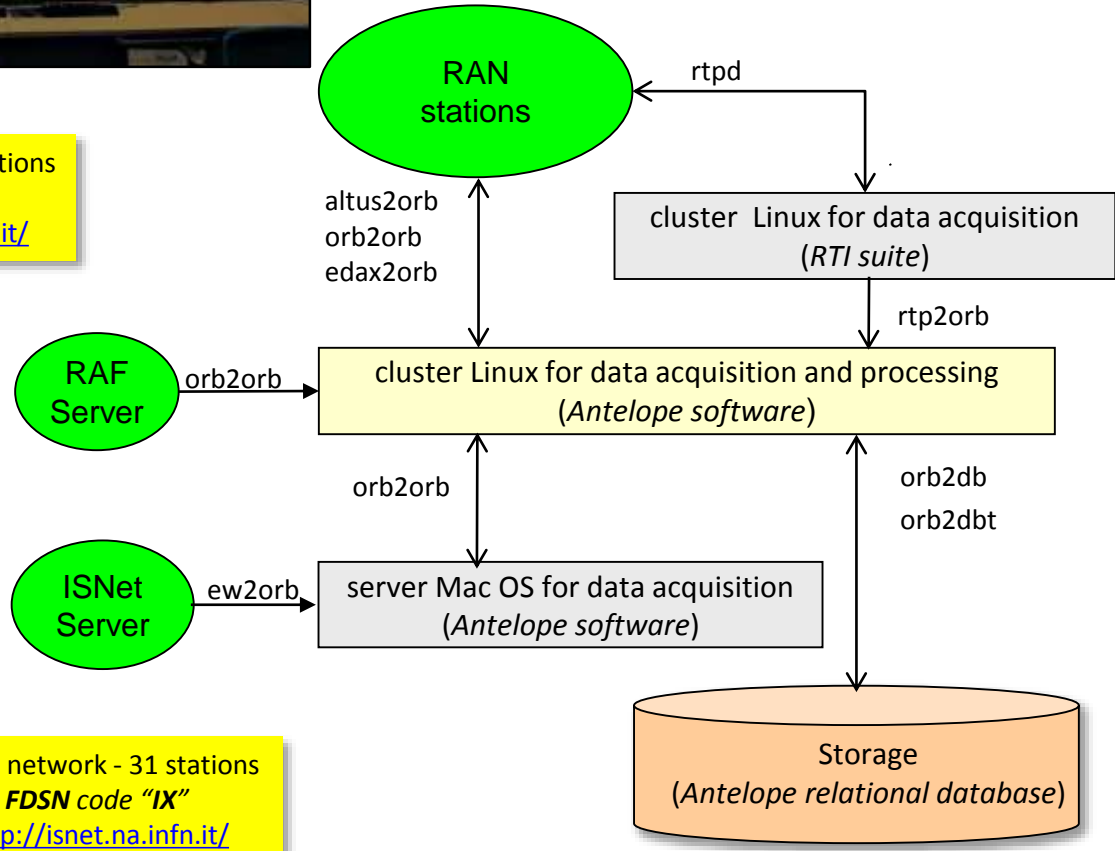 RAN
stations
rtpd
altus2orb
orb2orb
edax2orb
cluster Linux for data acquisition
(RTI suite)
it/
rtp2orb
RAF
Server
orb2orb
cluster Linux for data acquisition and processing
(Antelope software)
orb2orb
orb2db
orb2dbt
ISNet
Server
ew2orb
server Mac OS for data acquisition
(Antelope software)
Storage
(Antelope relational database)
network - 31 stations
FDSN code “IX”
p://isnet.na.infn.it/